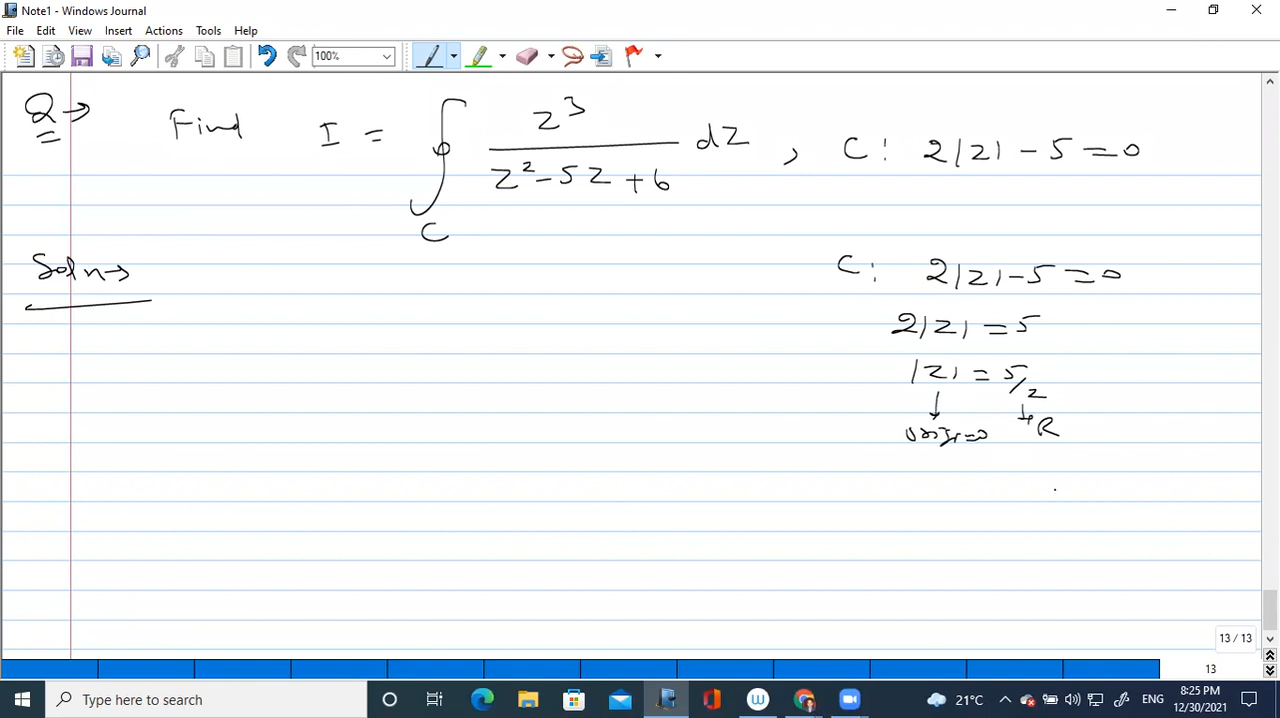 Note1 - Windows Journal
File Edit View Insert Actions Tools Help
100%
Q→ Find I = ∮_C z^3 / (z^2 - 5z + 6) dz , C: 2|z| - 5 = 0
Soln→
C: 2|z| - 5 = 0
2|z| = 5
|z| = 5/2
R
13 / 13
13
Type here to search
W
21°C
ENG
8:25 PM
12/30/2021